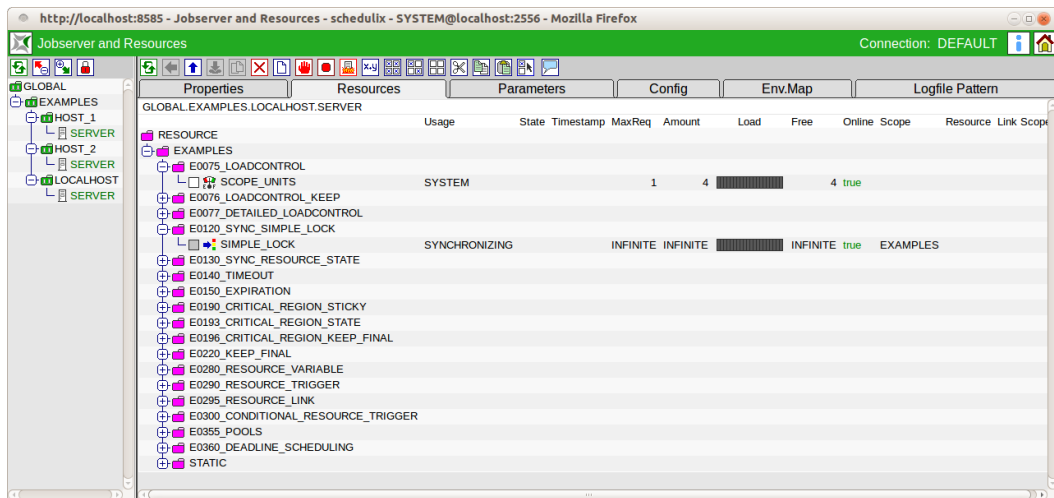 http://localhost:8585 - Jobserver and Resources - schedulix - SYSTEM@localhost:2556 - Mozilla Firefox
Jobserver and Resources Connection: DEFAULT
GLOBAL
EXAMPLES
HOST_1
SERVER
HOST_2
SERVER
LOCALHOST
SERVER
Properties Resources Parameters Config Env.Map Logfile Pattern
GLOBAL.EXAMPLES.LOCALHOST.SERVER
Usage State Timestamp MaxReq Amount Load Free Online Scope Resource Link Scope
RESOURCE
EXAMPLES
E0075_LOADCONTROL
SCOPE_UNITS SYSTEM 1 4 4 true
E0076_LOADCONTROL_KEEP
E0077_DETAILED_LOADCONTROL
E0120_SYNC_SIMPLE_LOCK
SIMPLE_LOCK SYNCHRONIZING INFINITE INFINITE INFINITE true EXAMPLES
E0130_SYNC_RESOURCE_STATE
E0140_TIMEOUT
E0150_EXPIRATION
E0190_CRITICAL_REGION_STICKY
E0193_CRITICAL_REGION_STATE
E0196_CRITICAL_REGION_KEEP_FINAL
E0220_KEEP_FINAL
E0280_RESOURCE_VARIABLE
E0290_RESOURCE_TRIGGER
E0295_RESOURCE_LINK
E0300_CONDITIONAL_RESOURCE_TRIGGER
E0355_POOLS
E0360_DEADLINE_SCHEDULING
STATIC